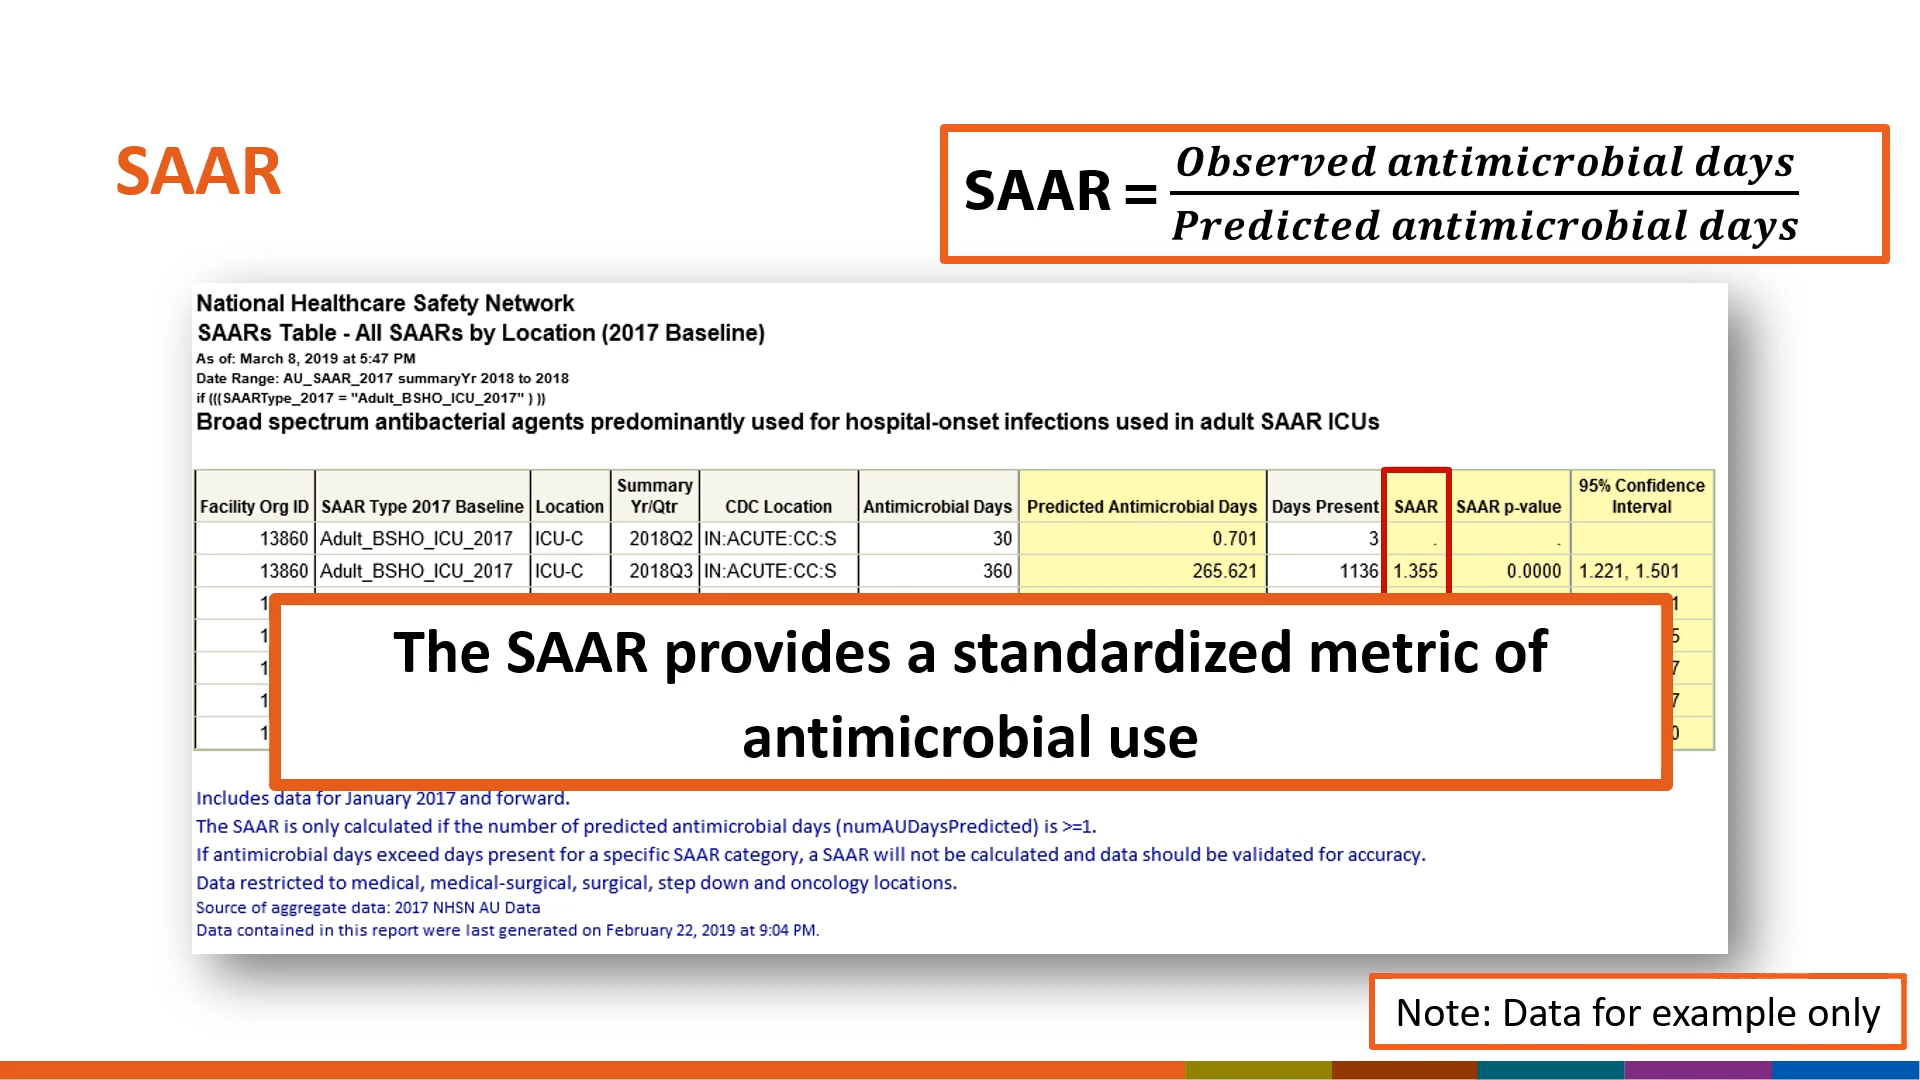 SAAR
SAAR = Observed antimicrobial days
Predicted antimicrobial days
National Healthcare Safety Network
SAARs Table - All SAARs by Location (2017 Baseline)
As of: March 8, 2019 at 5:47 PM
Date Range: AU_SAAR_2017 summaryYr 2018 to 2018
if (((SAARType_2017 = "Adult_BSHO_ICU_2017" ) ))
Broad spectrum antibacterial agents predominantly used for hospital-onset infections used in adult SAAR ICUs
Facility Org ID SAAR Type 2017 Baseline Location Summary Yr/Qtr CDC Location Antimicrobial Days Predicted Antimicrobial Days Days Present SAAR SAAR p-value 95% Confidence Interval
13860 Adult_BSHO_ICU_2017 ICU-C 2018Q2 IN:ACUTE:CC:S 30 0.701 3 . .
13860 Adult_BSHO_ICU_2017 ICU-C 2018Q3 IN:ACUTE:CC:S 360 265.621 1136 1.355 0.0000 1.221, 1.501
The SAAR provides a standardized metric of
antimicrobial use
Includes data for January 2017 and forward.
The SAAR is only calculated if the number of predicted antimicrobial days (numAUDaysPredicted) is >=1.
If antimicrobial days exceed days present for a specific SAAR category, a SAAR will not be calculated and data should be validated for accuracy.
Data restricted to medical, medical-surgical, surgical, step down and oncology locations.
Source of aggregate data: 2017 NHSN AU Data
Data contained in this report were last generated on February 22, 2019 at 9:04 PM.
Note: Data for example only